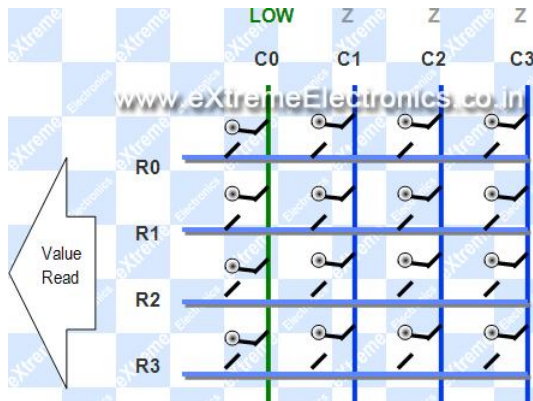 LOW Z Z Z
C0 C1 C2 C3
www.eXtremeElectronics.co.in
R0
R1
Value
Read
R2
R3